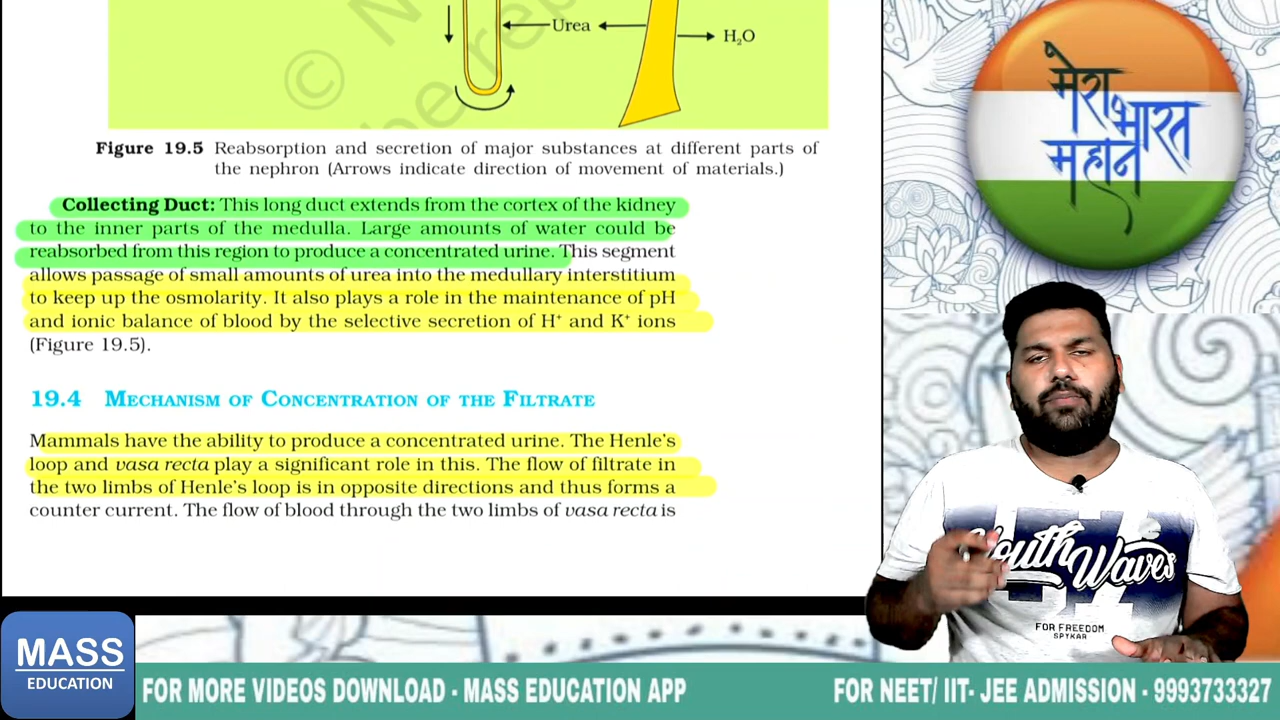 Urea
H₂O
© N
be rep
Figure 19.5 Reabsorption and secretion of major substances at different parts of
the nephron (Arrows indicate direction of movement of materials.)
Collecting Duct: This long duct extends from the cortex of the kidney
to the inner parts of the medulla. Large amounts of water could be
reabsorbed from this region to produce a concentrated urine. This segment
allows passage of small amounts of urea into the medullary interstitium
to keep up the osmolarity. It also plays a role in the maintenance of pH
and ionic balance of blood by the selective secretion of H⁺ and K⁺ ions
(Figure 19.5).
19.4 MECHANISM OF CONCENTRATION OF THE FILTRATE
Mammals have the ability to produce a concentrated urine. The Henle's
loop and vasa recta play a significant role in this. The flow of filtrate in
the two limbs of Henle's loop is in opposite directions and thus forms a
counter current. The flow of blood through the two limbs of vasa recta is
मेरा
भारत
महान
Youth
Waves
FOR FREEDOM
SPYKAR
MASS
EDUCATION
FOR MORE VIDEOS DOWNLOAD - MASS EDUCATION APP
FOR NEET/ IIT- JEE ADMISSION - 9993733327